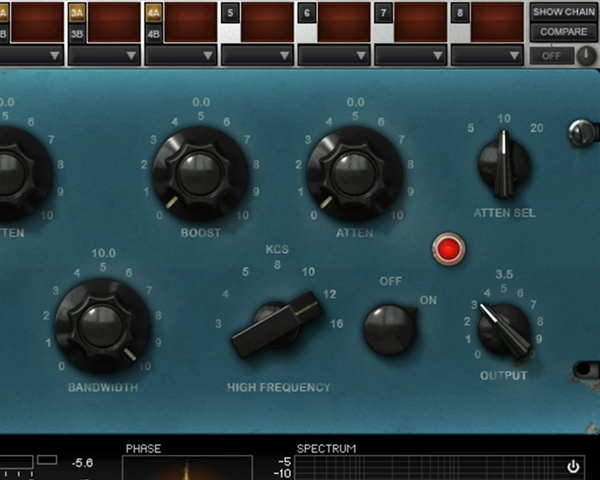 A 3A 4A 5 6 7 8 SHOW CHAIN
B 3B 4B COMPARE
OFF
0.0 0.0 0.0
5 6 7 8 9 10
0 1 2 3 4 5 6 7 8 9 10
0 1 2 3 4 5 6 7 8 9 10
5 10 20
TTEN BOOST ATTEN ATTEN SEL
10.0 KCS 3.5
0 1 2 3 4 5 6 7 8 9 10
3 4 5 8 10 12 16
OFF ON
0 1 2 3 4 5 6 7 8 9 10
BANDWIDTH HIGH FREQUENCY OUTPUT
PHASE SPECTRUM
-5.6 -5
-10